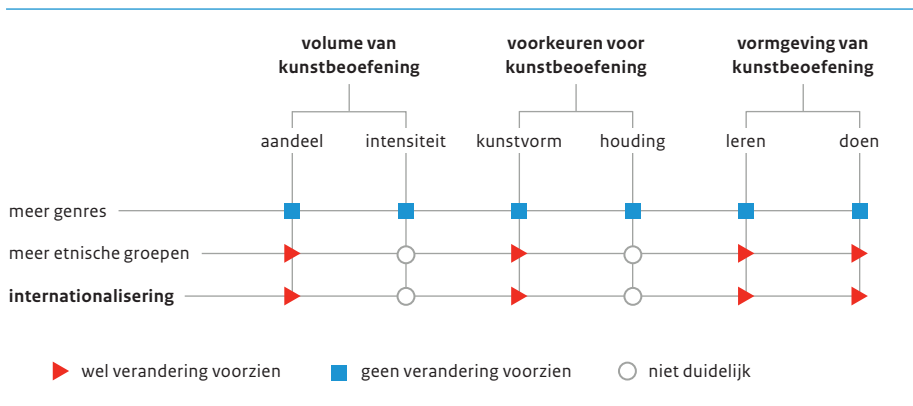 volume van
kunstbeoefening
voorkeuren voor
kunstbeoefening
vormgeving van
kunstbeoefening
aandeel
intensiteit
kunstvorm
houding
leren
doen
meer genres
meer etnische groepen
internationalisering
wel verandering voorzien
geen verandering voorzien
niet duidelijk